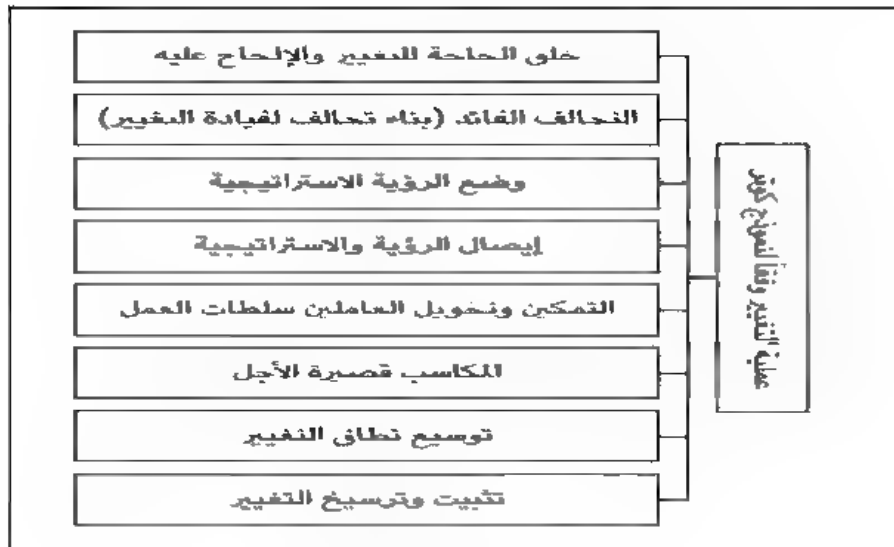 عملية التغيير وفقاً لنموذج كوتر
خلق الحاجة للتغيير والإلحاح عليه
التحالف القائد (بناء تحالف لقيادة التغيير)
وضع الرؤية الاستراتيجية
إيصال الرؤية والاستراتيجية
التمكين وتخويل العاملين سلطات العمل
المكاسب قصيرة الأجل
توسيع نطاق التغيير
تثبيت وترسيخ التغيير